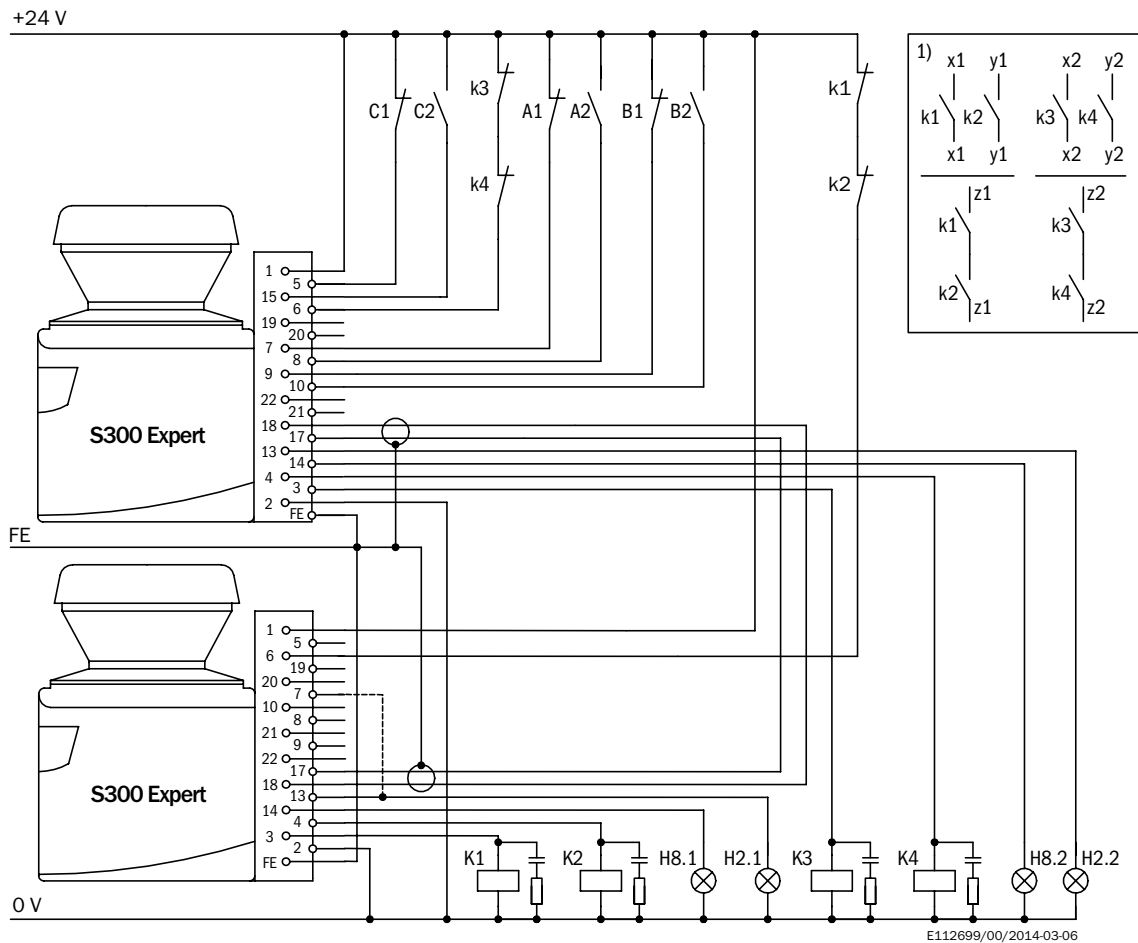 +24 V
1)
x1 y1 x2 y2
k1 k2 k3 k4
x1 y1 x2 y2
z1 z2
k1 k3
k2 k4
z1 z2
k3
k1
C1 C2 A1 A2 B1 B2
k4
k2
1
5
15
6
19
20
7
8
9
10
22
21
18
17
13
14
4
3
2
FE
S300 Expert
FE
1
5
6
19
20
7
10
8
21
9
22
17
18
13
14
4
3
2
FE
S300 Expert
K1 K2 H8.1 H2.1 K3 K4 H8.2 H2.2
0 V
E112699/00/2014-03-06